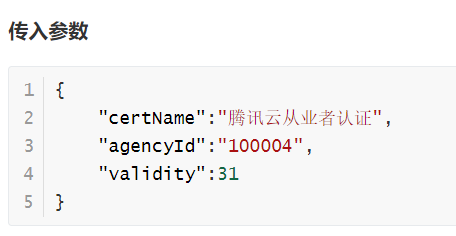 传入参数
1 {
2     "certName":"腾讯云从业者认证",
3     "agencyId":"100004",
4     "validity":31
5 }